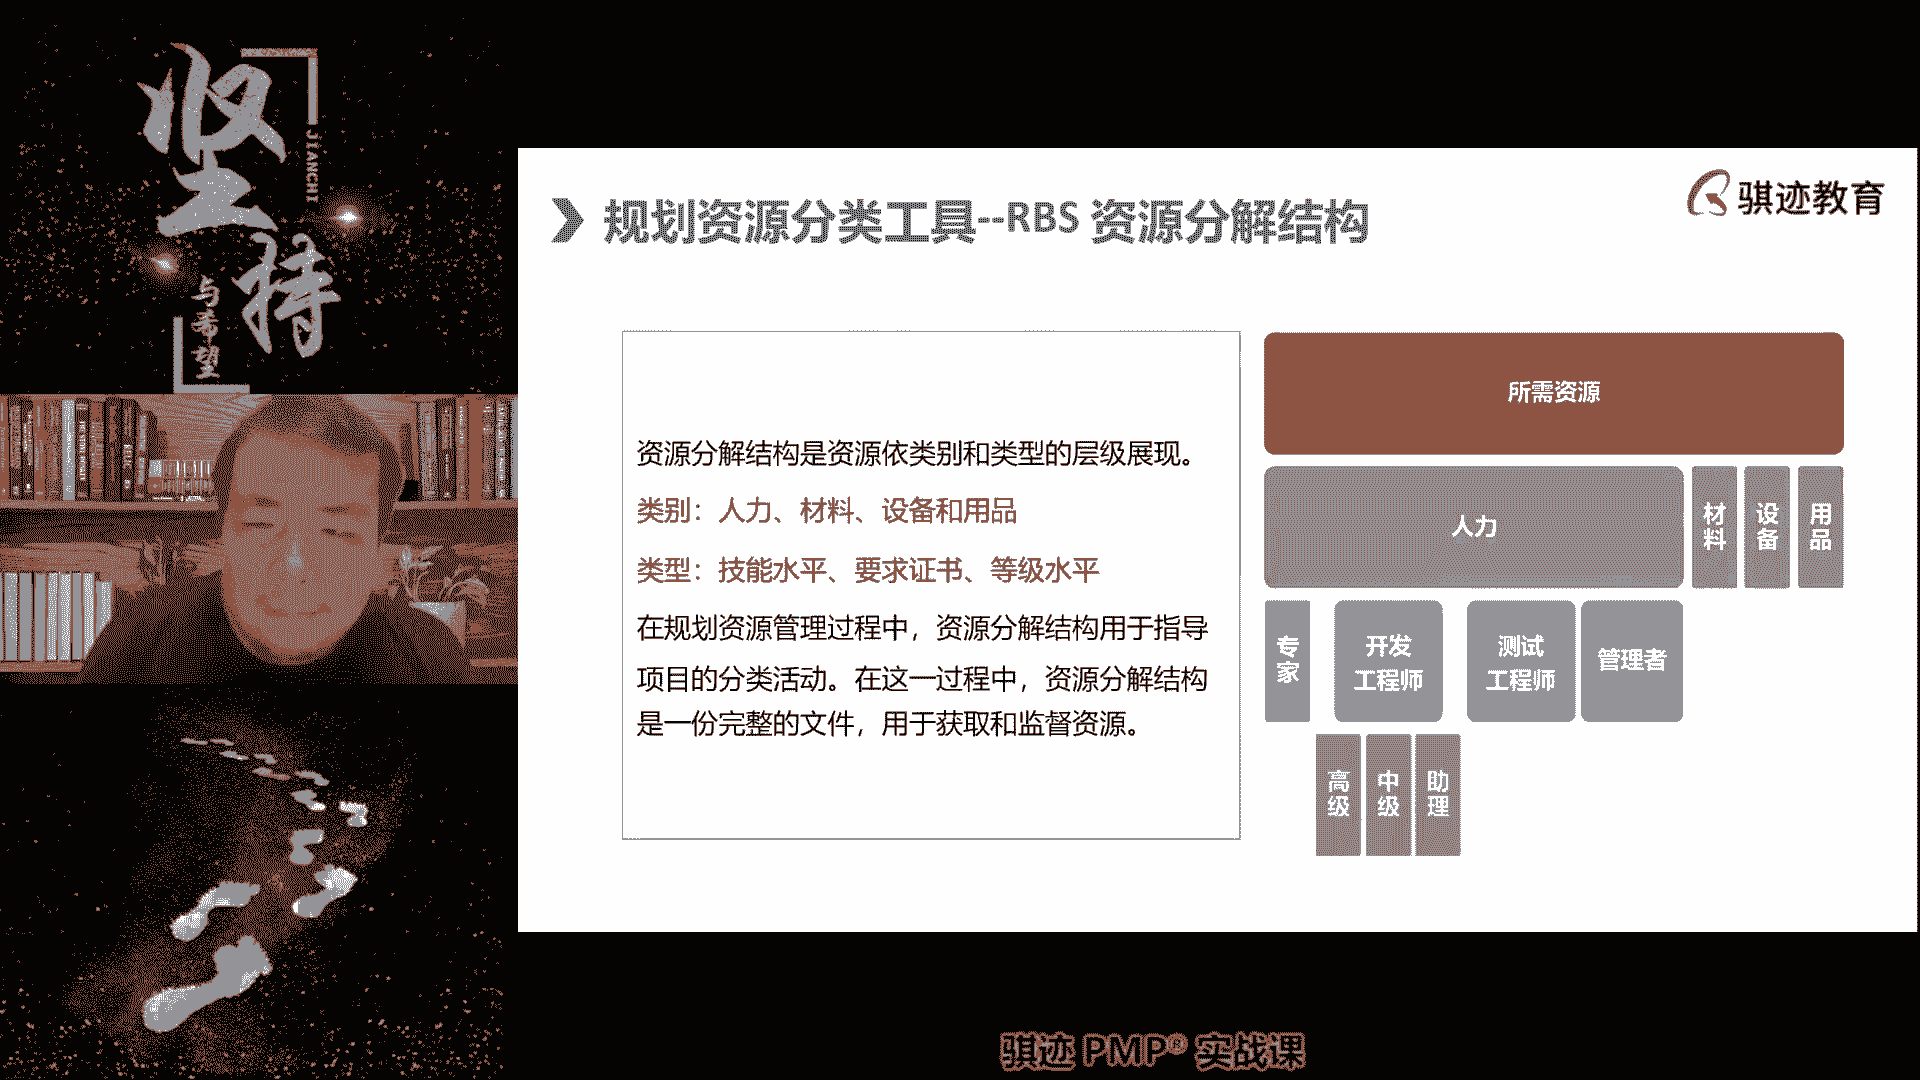 坚持
JIANCHI
与希望
规划资源分类工具--RBS 资源分解结构
骐迹教育
资源分解结构是资源依类别和类型的层级展现。
类别：人力、材料、设备和用品
类型：技能水平、要求证书、等级水平
在规划资源管理过程中，资源分解结构用于指导
项目的分类活动。在这一过程中，资源分解结构
是一份完整的文件，用于获取和监督资源。
所需资源
人力
材料
设备
用品
专家
开发
工程师
测试
工程师
管理者
高级
中级
助理
骐迹 PMP® 实战课